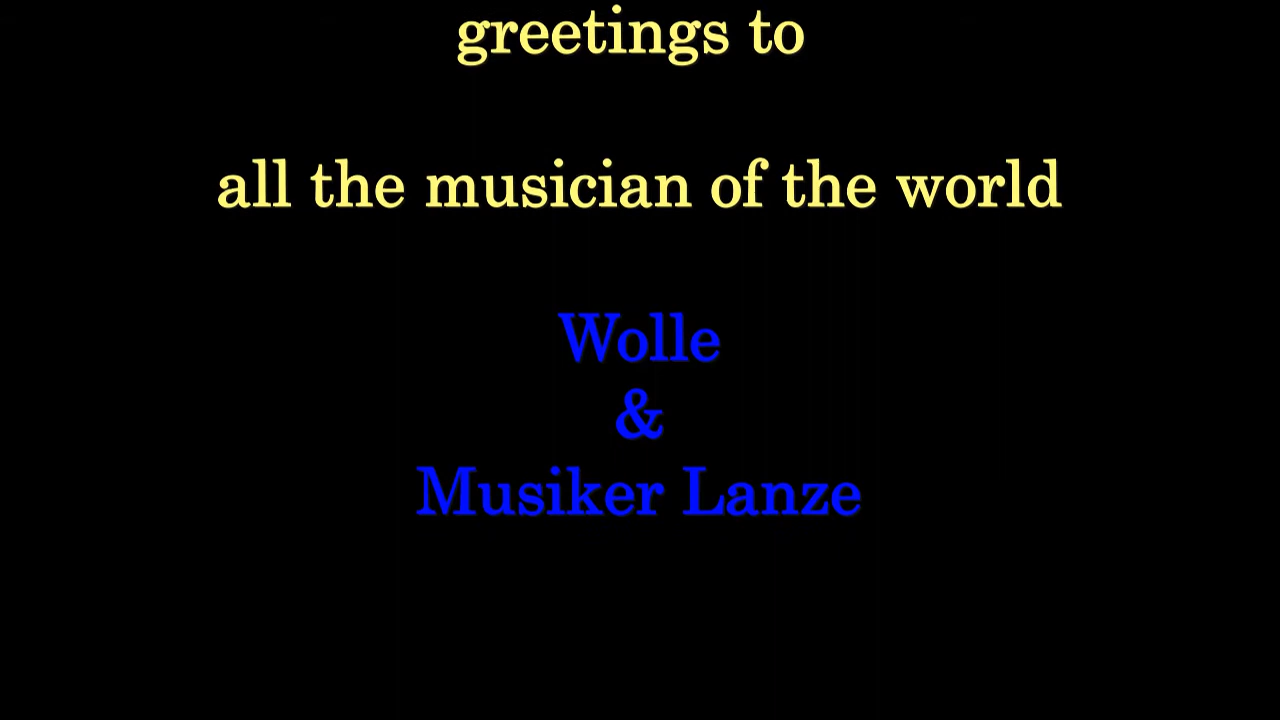 greetings to
all the musician of the world
Wolle
&
Musiker Lanze